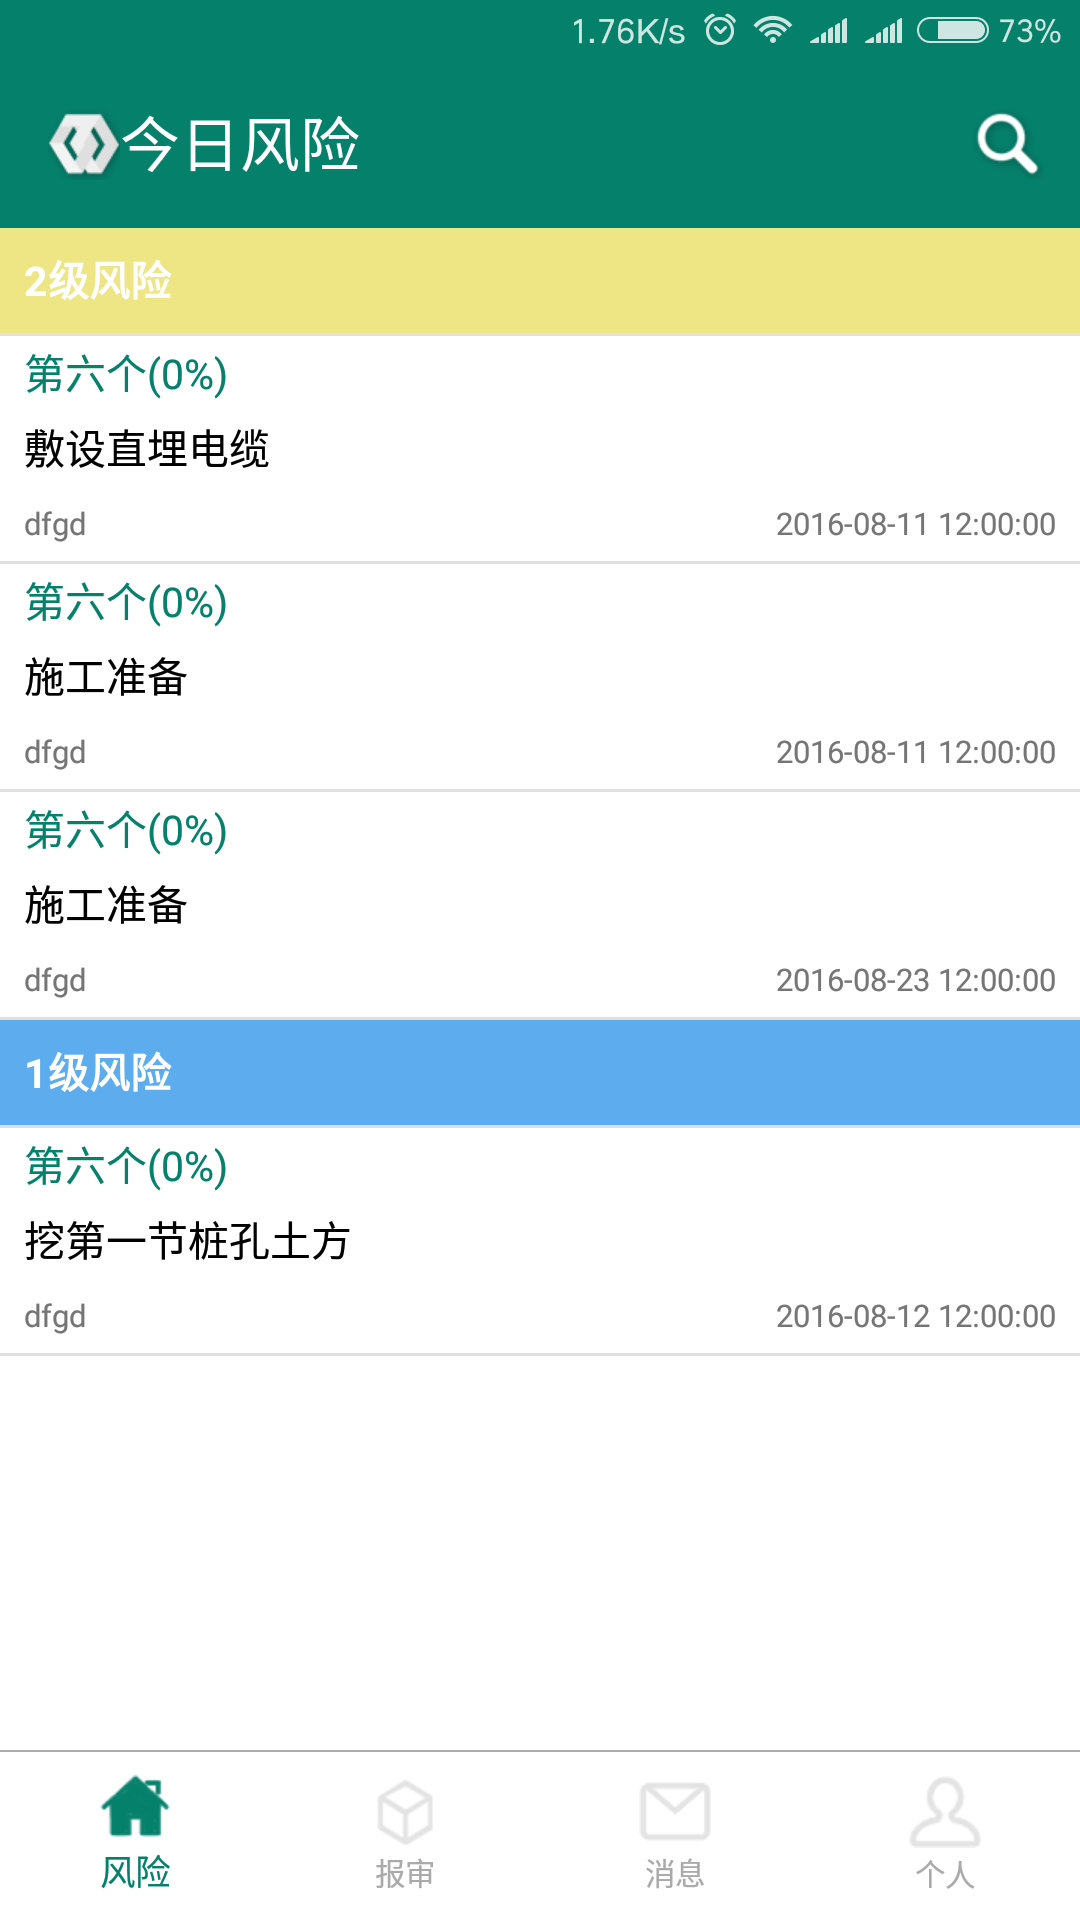 1.76K/s 73%
今日风险
2级风险
第六个(0%)
敷设直埋电缆
dfgd 2016-08-11 12:00:00
第六个(0%)
施工准备
dfgd 2016-08-11 12:00:00
第六个(0%)
施工准备
dfgd 2016-08-23 12:00:00
1级风险
第六个(0%)
挖第一节桩孔土方
dfgd 2016-08-12 12:00:00
风险 报审 消息 个人